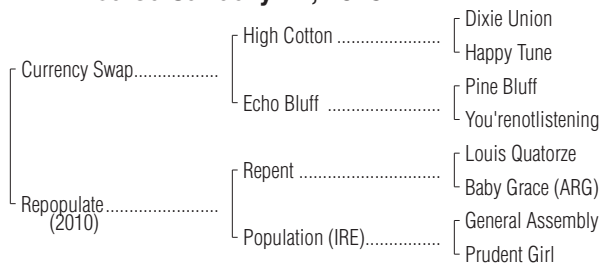 High Cotton
Dixie Union
Happy Tune
Currency Swap
Echo Bluff
Pine Bluff
You'renotlistening
Repent
Louis Quatorze
Baby Grace (ARG)
Repopulate
(2010)
Population (IRE)
General Assembly
Prudent Girl